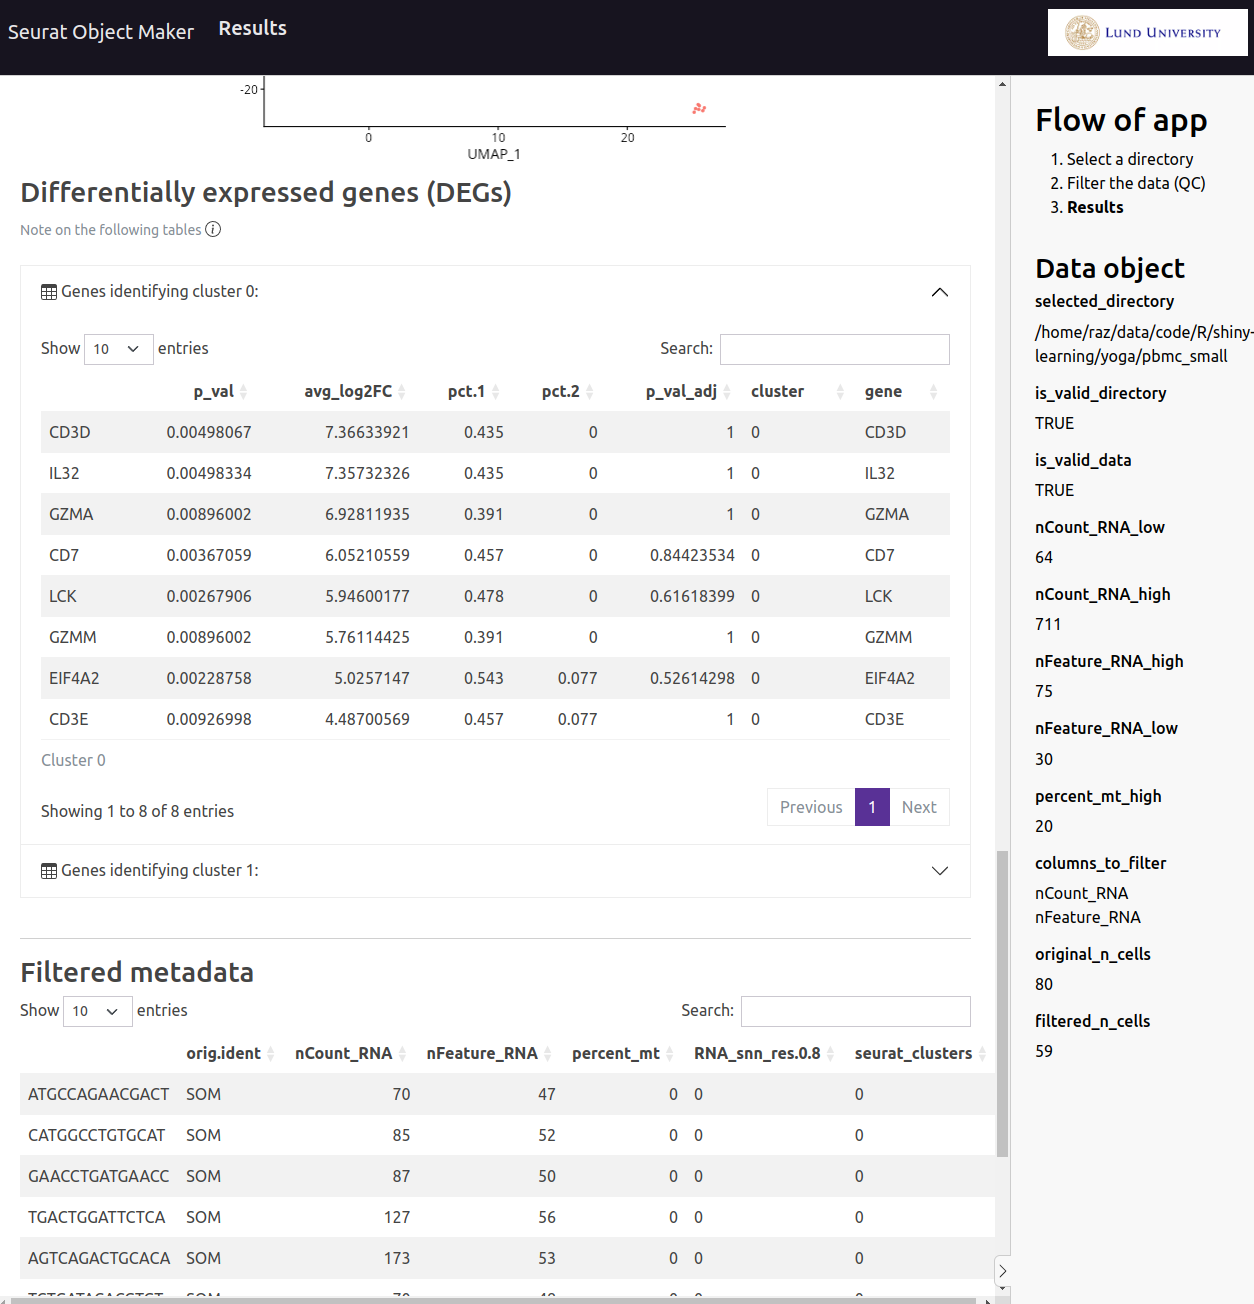 Seurat Object Maker Results LUND UNIVERSITY
-20
0 10 20
UMAP_1
Differentially expressed genes (DEGs)
Note on the following tables i
Genes identifying cluster 0:
Show 10 entries Search:
p_val avg_log2FC pct.1 pct.2 p_val_adj cluster gene
CD3D 0.00498067 7.36633921 0.435 0 1 0 CD3D
IL32 0.00498334 7.35732326 0.435 0 1 0 IL32
GZMA 0.00896002 6.92811935 0.391 0 1 0 GZMA
CD7 0.00367059 6.05210559 0.457 0 0.84423534 0 CD7
LCK 0.00267906 5.94600177 0.478 0 0.61618399 0 LCK
GZMM 0.00896002 5.76114425 0.391 0 1 0 GZMM
EIF4A2 0.00228758 5.0257147 0.543 0.077 0.52614298 0 EIF4A2
CD3E 0.00926998 4.48700569 0.457 0.077 1 0 CD3E
Cluster 0
Showing 1 to 8 of 8 entries Previous 1 Next
Genes identifying cluster 1:
Filtered metadata
Show 10 entries Search:
orig.ident nCount_RNA nFeature_RNA percent_mt RNA_snn_res.0.8 seurat_clusters
ATGCCAGAACGACT SOM 70 47 0 0 0
CATGGCCTGTGCAT SOM 85 52 0 0 0
GAACCTGATGAACC SOM 87 50 0 0 0
TGACTGGATTCTCA SOM 127 56 0 0 0
AGTCAGACTGCACA SOM 173 53 0 0 0
Flow of app
1. Select a directory
2. Filter the data (QC)
3. Results
Data object
selected_directory
/home/raz/data/code/R/shiny-
learning/yoga/pbmc_small
is_valid_directory
TRUE
is_valid_data
TRUE
nCount_RNA_low
64
nCount_RNA_high
711
nFeature_RNA_high
75
nFeature_RNA_low
30
percent_mt_high
20
columns_to_filter
nCount_RNA
nFeature_RNA
original_n_cells
80
filtered_n_cells
59